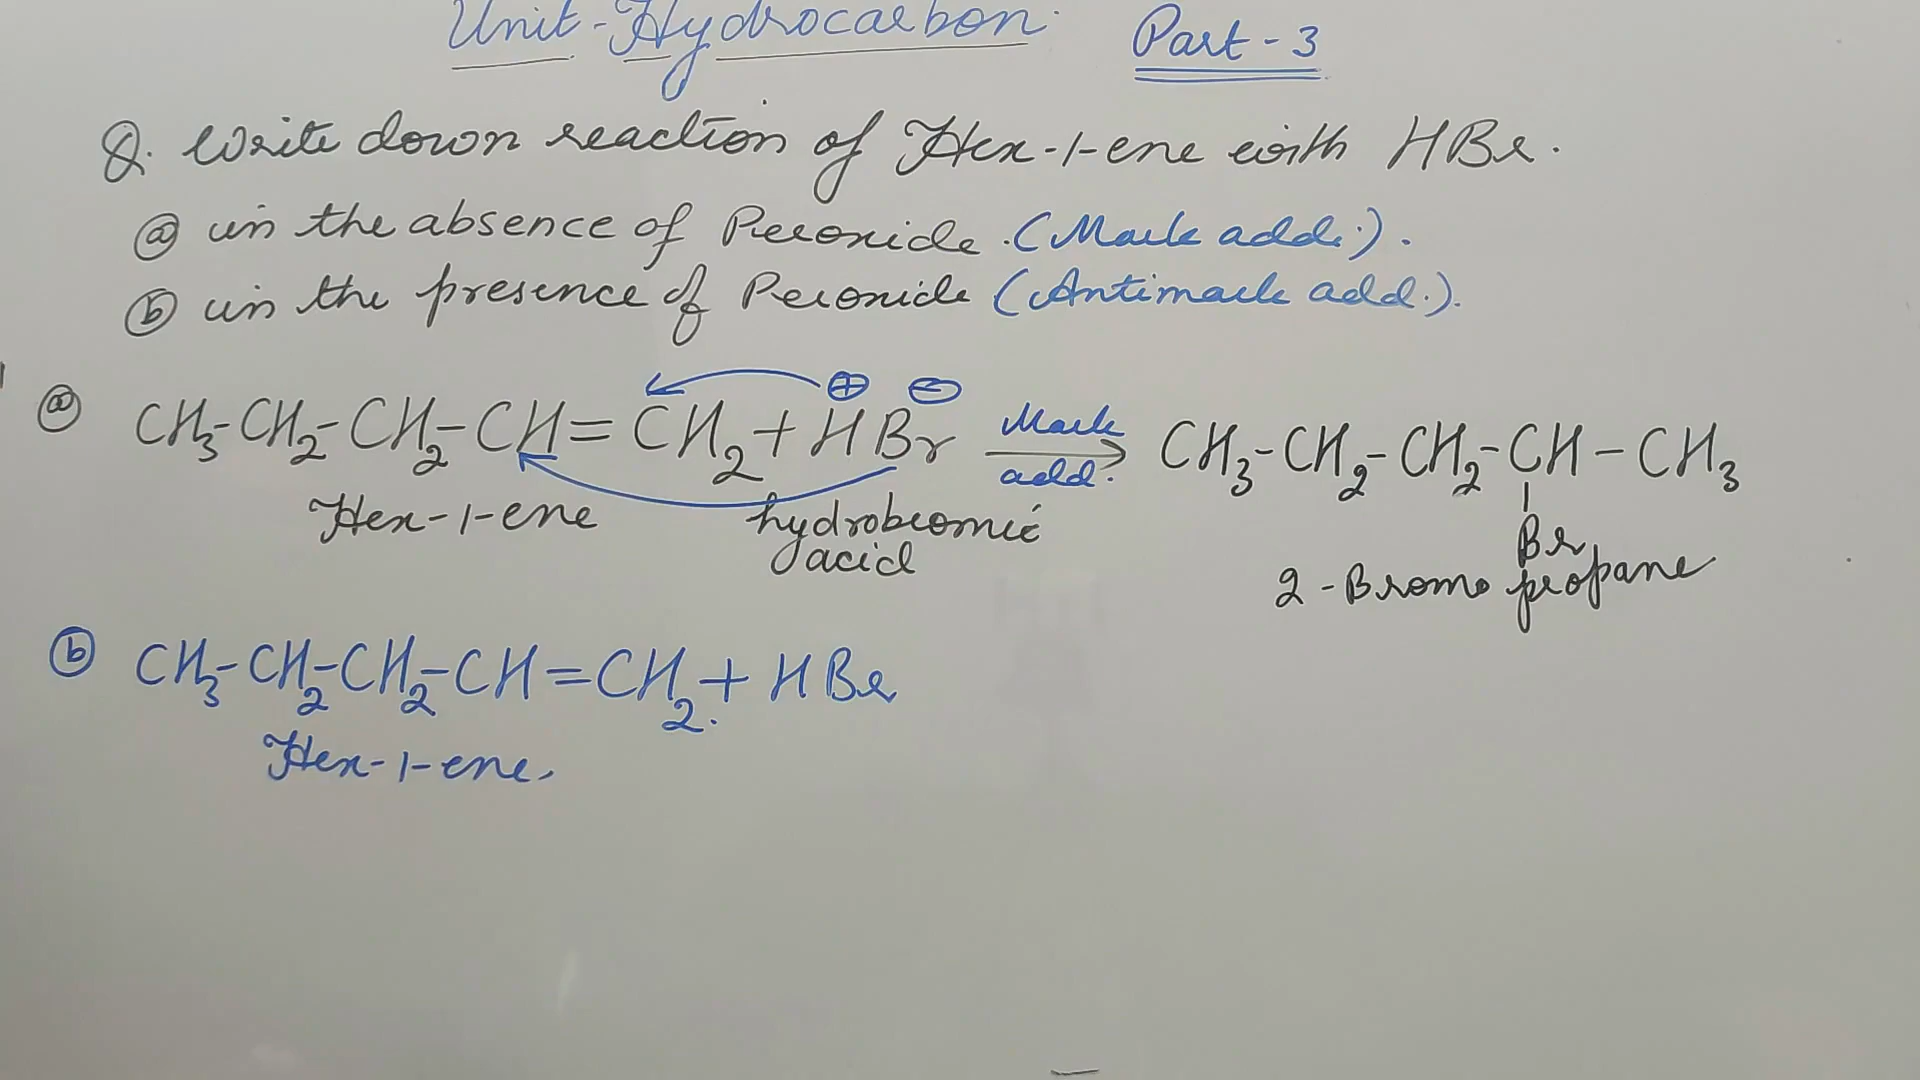 Unit-Hydrocarbon. Part-3
Q. Write down reaction of Hex-1-ene with HBr.
ⓐ in the absence of Peroxide. (Mark add.).
ⓑ in the presence of Peroxide (Antimark add.).
ⓐ CH₃-CH₂-CH₂-CH=CH₂+HBr ⊕ ⊖ Mark add. → CH₃-CH₂-CH₂-CH-CH₃
Hex-1-ene hydrobromic acid Br
2-Bromo propane
ⓑ CH₃-CH₂-CH₂-CH=CH₂.+ HBr
Hex-1-ene.